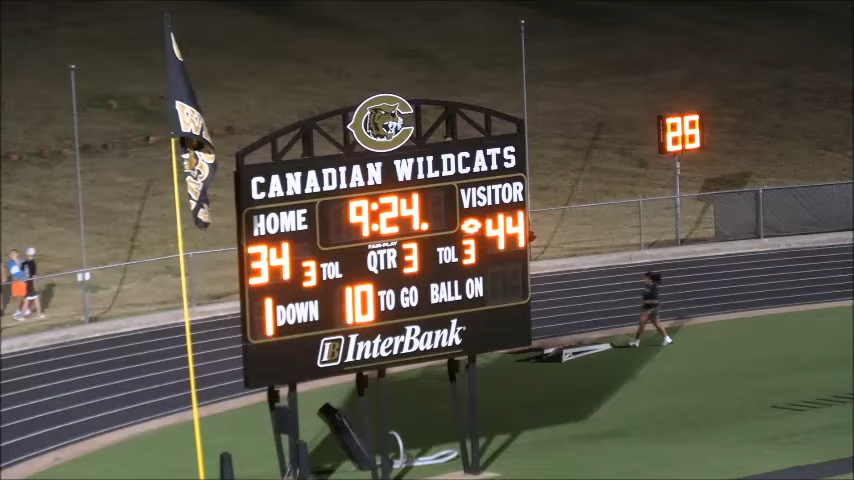 CANADIAN WILDCATS
HOME 9:24. VISITOR
34 3 TOL FAIR-PLAY QTR 3 TOL 3 44
1 DOWN 10 TO GO BALL ON
B InterBank
C